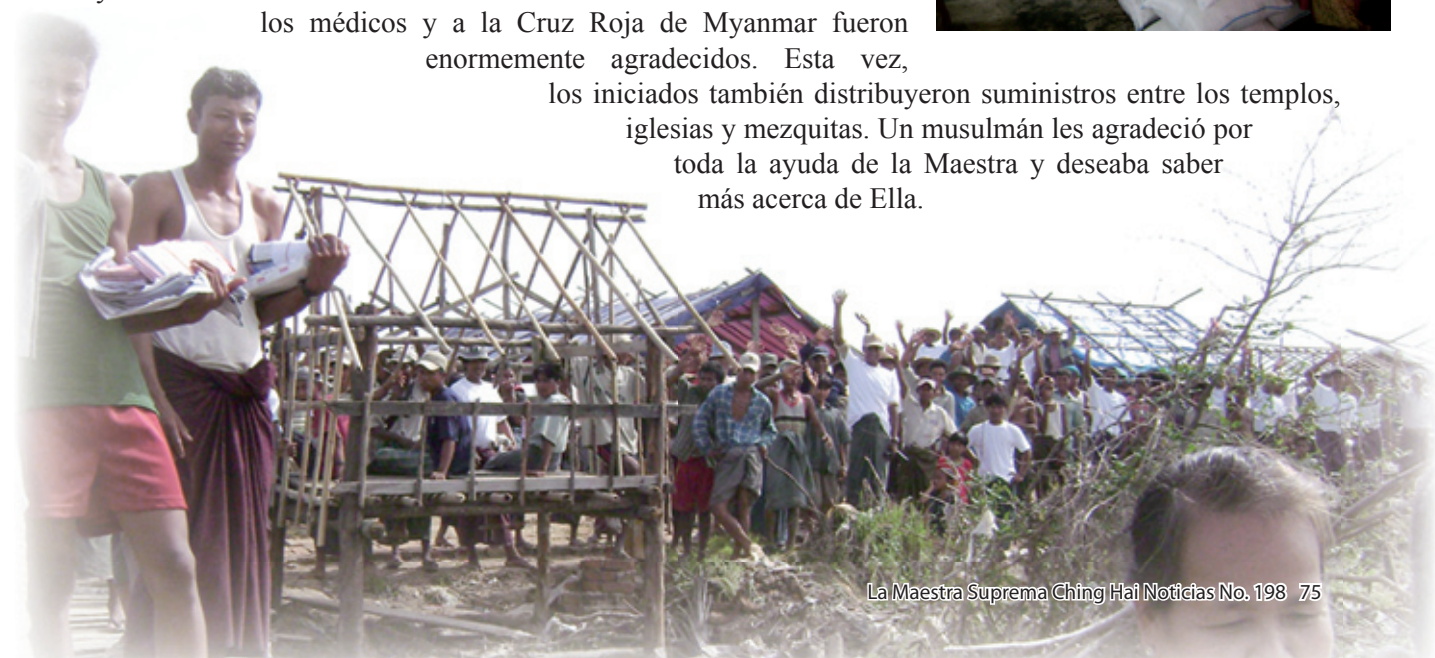 los médicos y a la Cruz Roja de Myanmar fueron
enormemente agradecidos. Esta vez,
los iniciados también distribuyeron suministros entre los templos,
iglesias y mezquitas. Un musulmán les agradeció por
toda la ayuda de la Maestra y deseaba saber
más acerca de Ella.
La Maestra Suprema Ching Hai Noticias No. 198 75